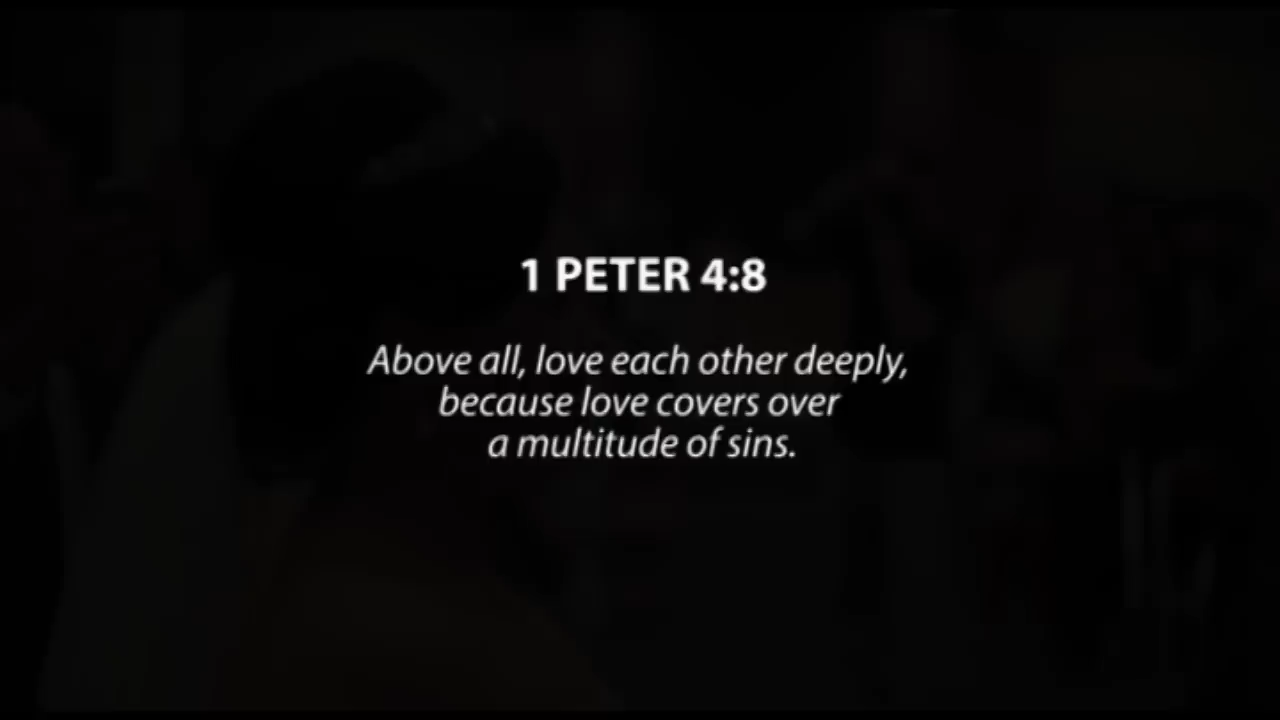 1 PETER 4:8
Above all, love each other deeply,
because love covers over
a multitude of sins.